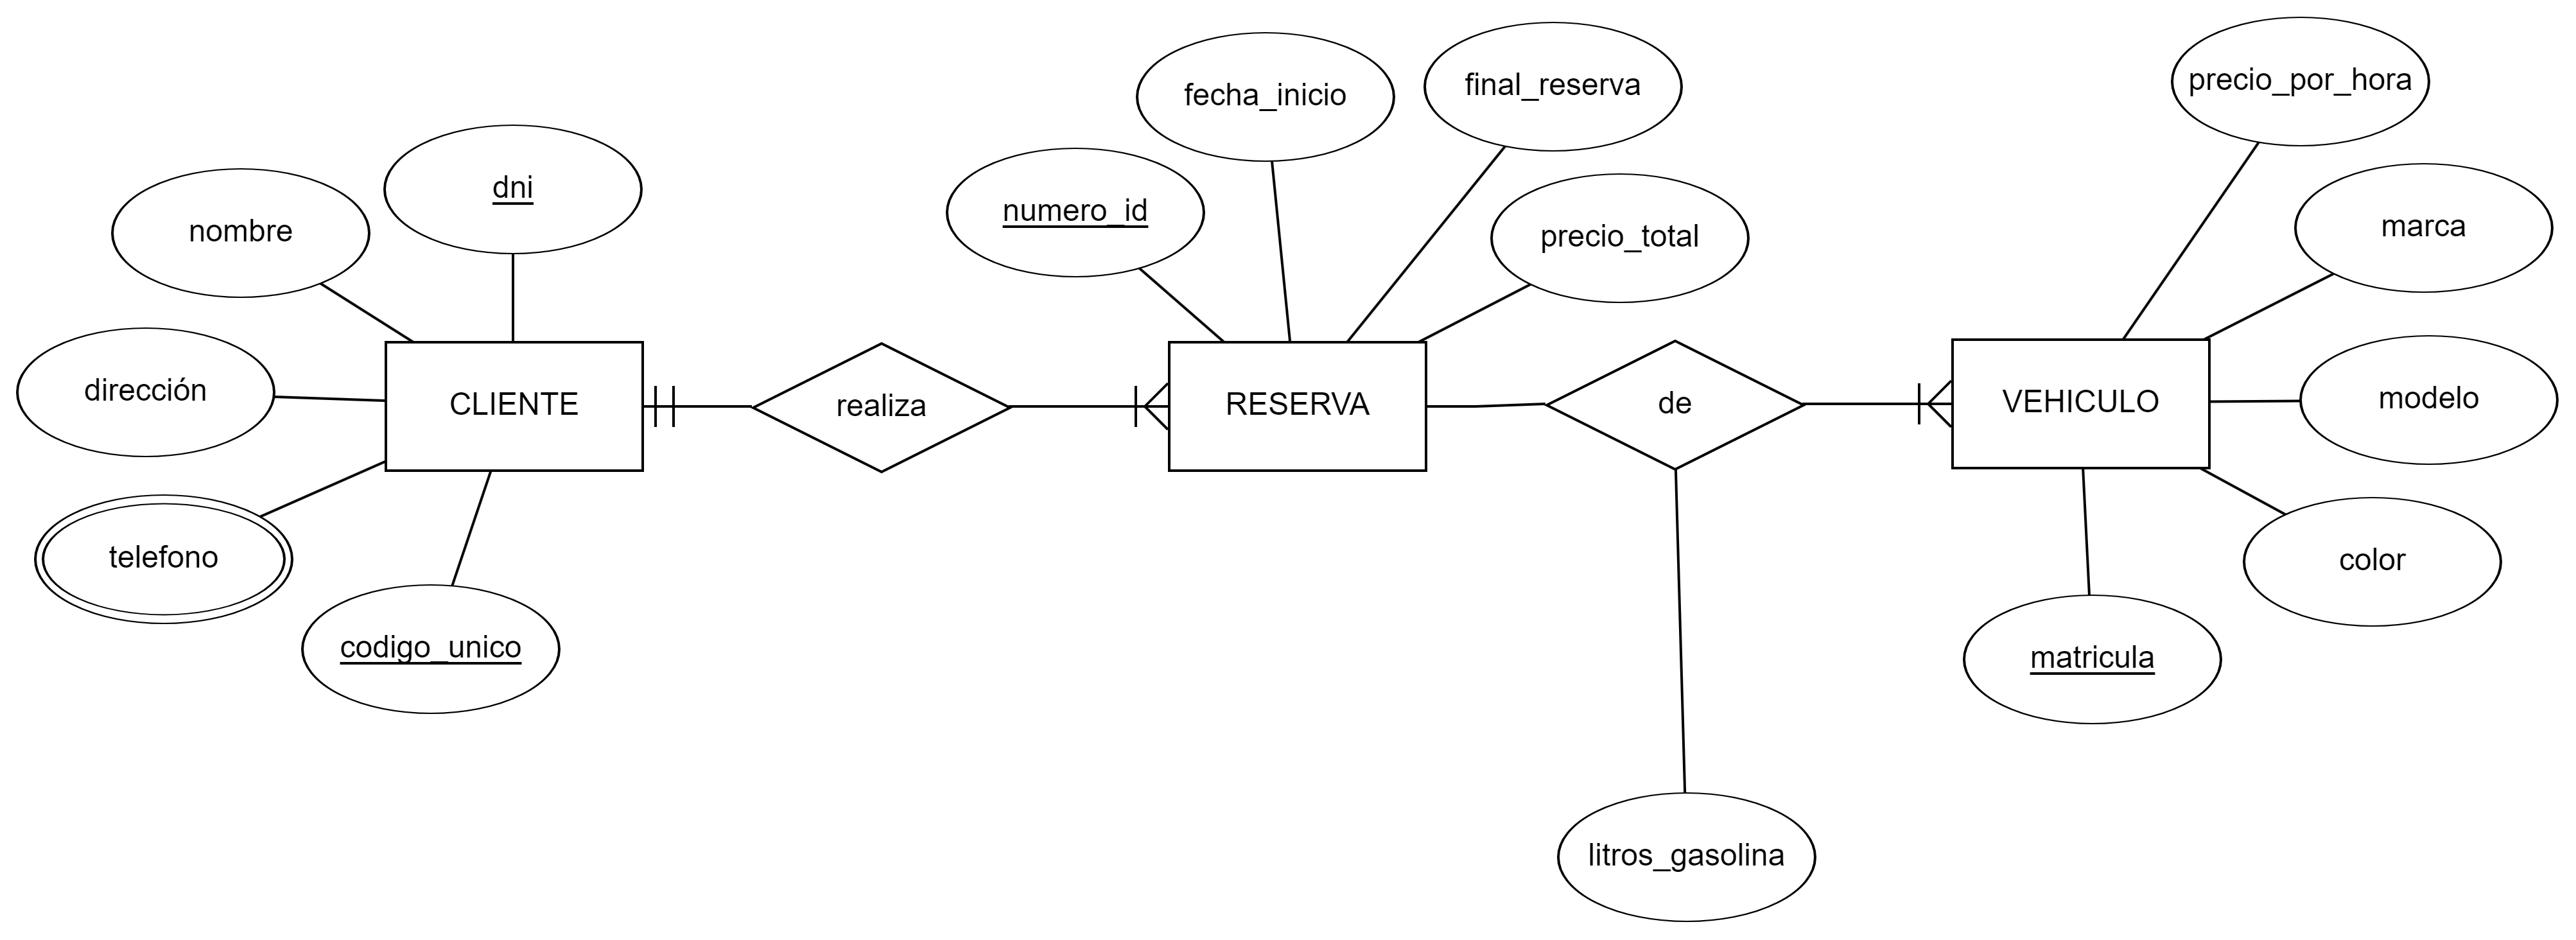 precio_por_hora
final_reserva
fecha_inicio
dni
numero_id
marca
nombre
precio_total
dirección
CLIENTE
realiza
RESERVA
de
VEHICULO
modelo
telefono
color
codigo_unico
matricula
litros_gasolina